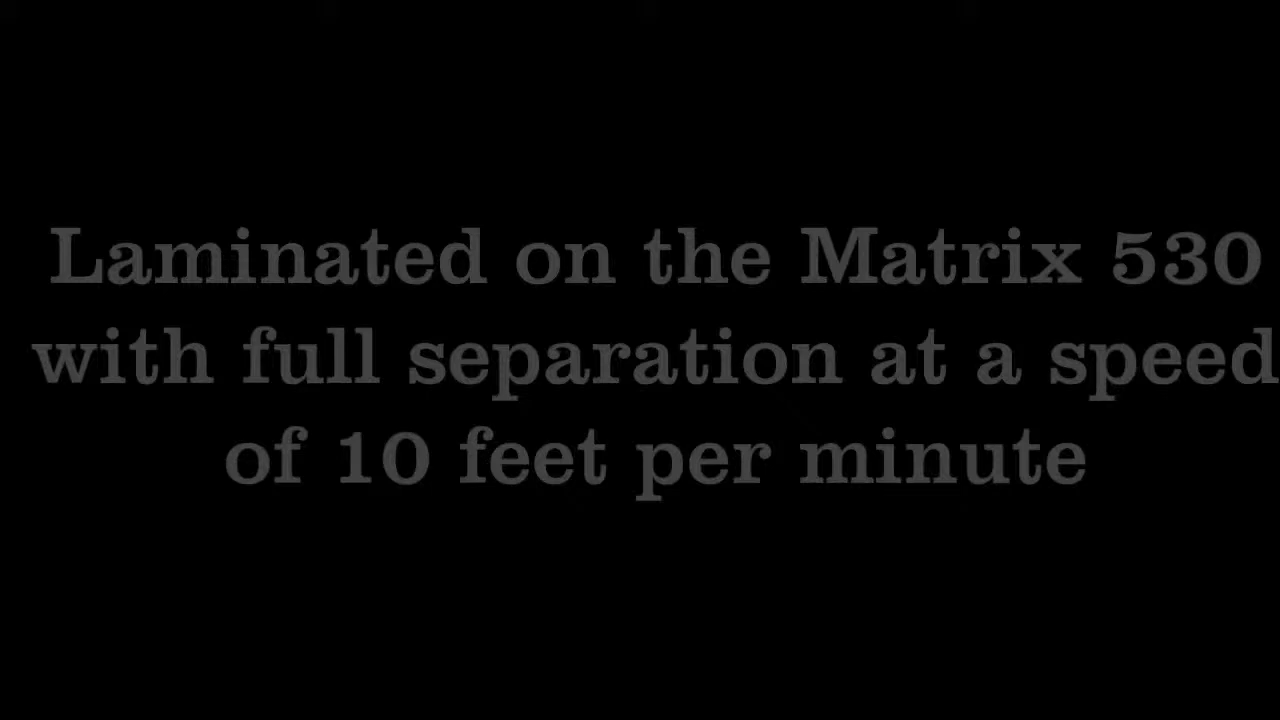 Laminated on the Matrix 530
with full separation at a speed
of 10 feet per minute